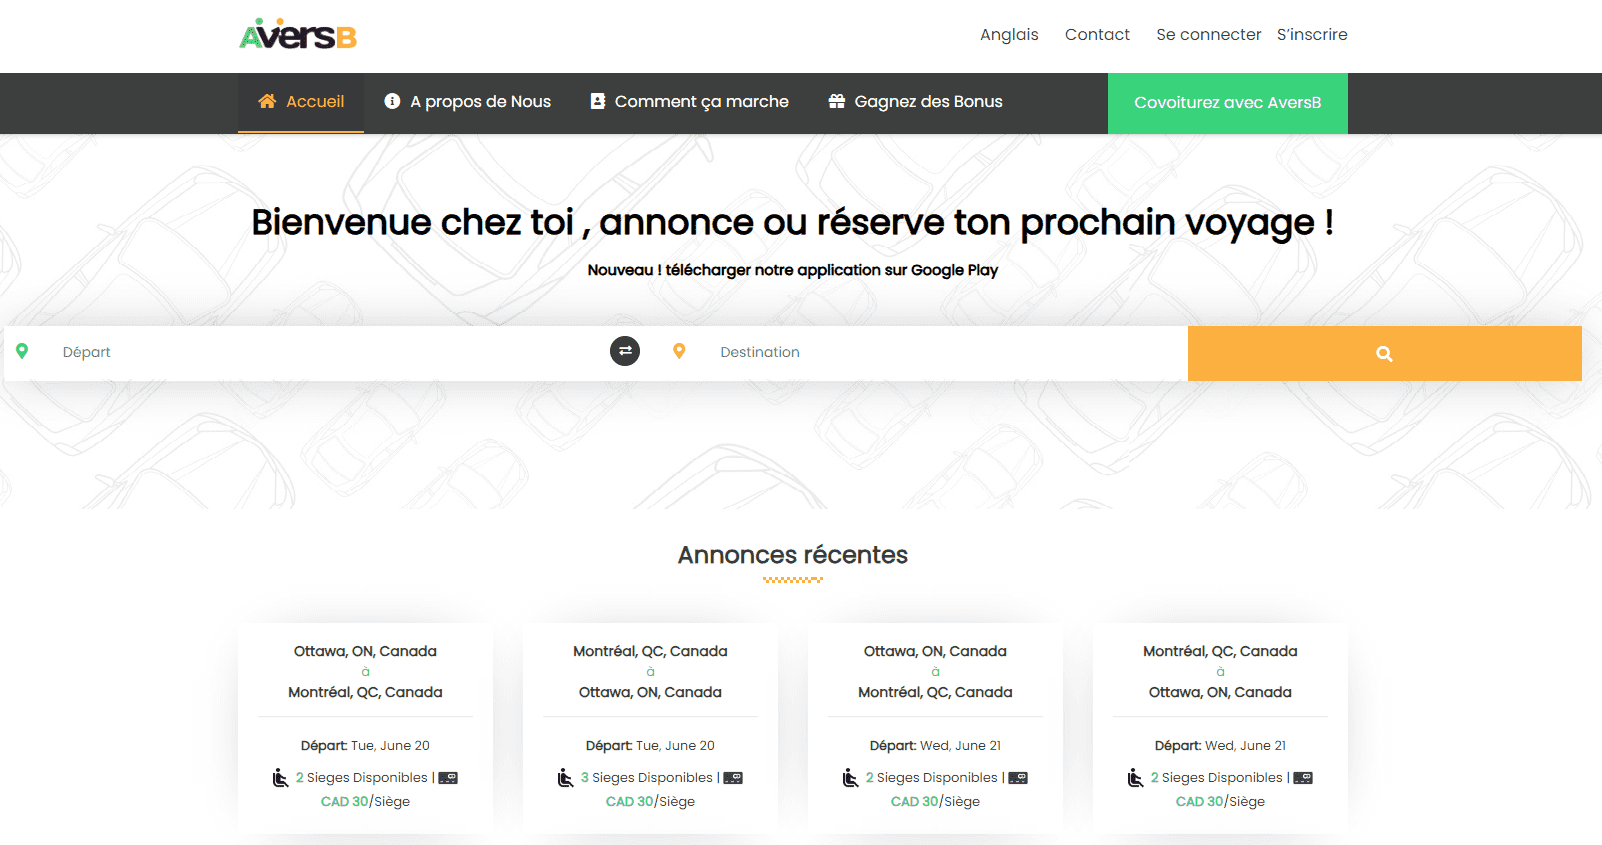 AversB
Anglais Contact Se connecter S'inscrire
Accueil A propos de Nous Comment ça marche Gagnez des Bonus Covoiturez avec AversB
Bienvenue chez toi , annonce ou réserve ton prochain voyage !
Nouveau ! télécharger notre application sur Google Play
Départ Destination
Annonces récentes
Ottawa, ON, Canada
à
Montréal, QC, Canada
Départ: Tue, June 20
2 Sieges Disponibles |
CAD 30/Siège
Montréal, QC, Canada
à
Ottawa, ON, Canada
Départ: Tue, June 20
3 Sieges Disponibles |
CAD 30/Siège
Ottawa, ON, Canada
à
Montréal, QC, Canada
Départ: Wed, June 21
2 Sieges Disponibles |
CAD 30/Siège
Montréal, QC, Canada
à
Ottawa, ON, Canada
Départ: Wed, June 21
2 Sieges Disponibles |
CAD 30/Siège